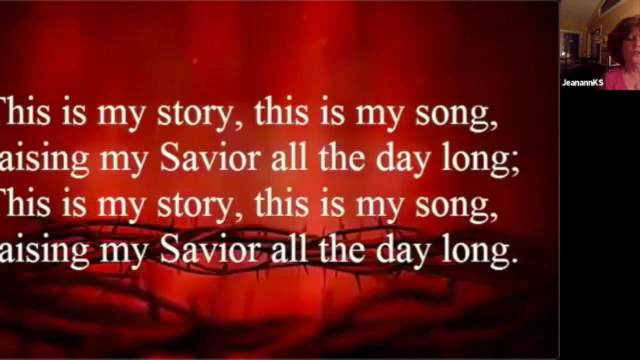 This is my story, this is my song,
aising my Savior all the day long;
This is my story, this is my song,
aising my Savior all the day long.
JeanannKS